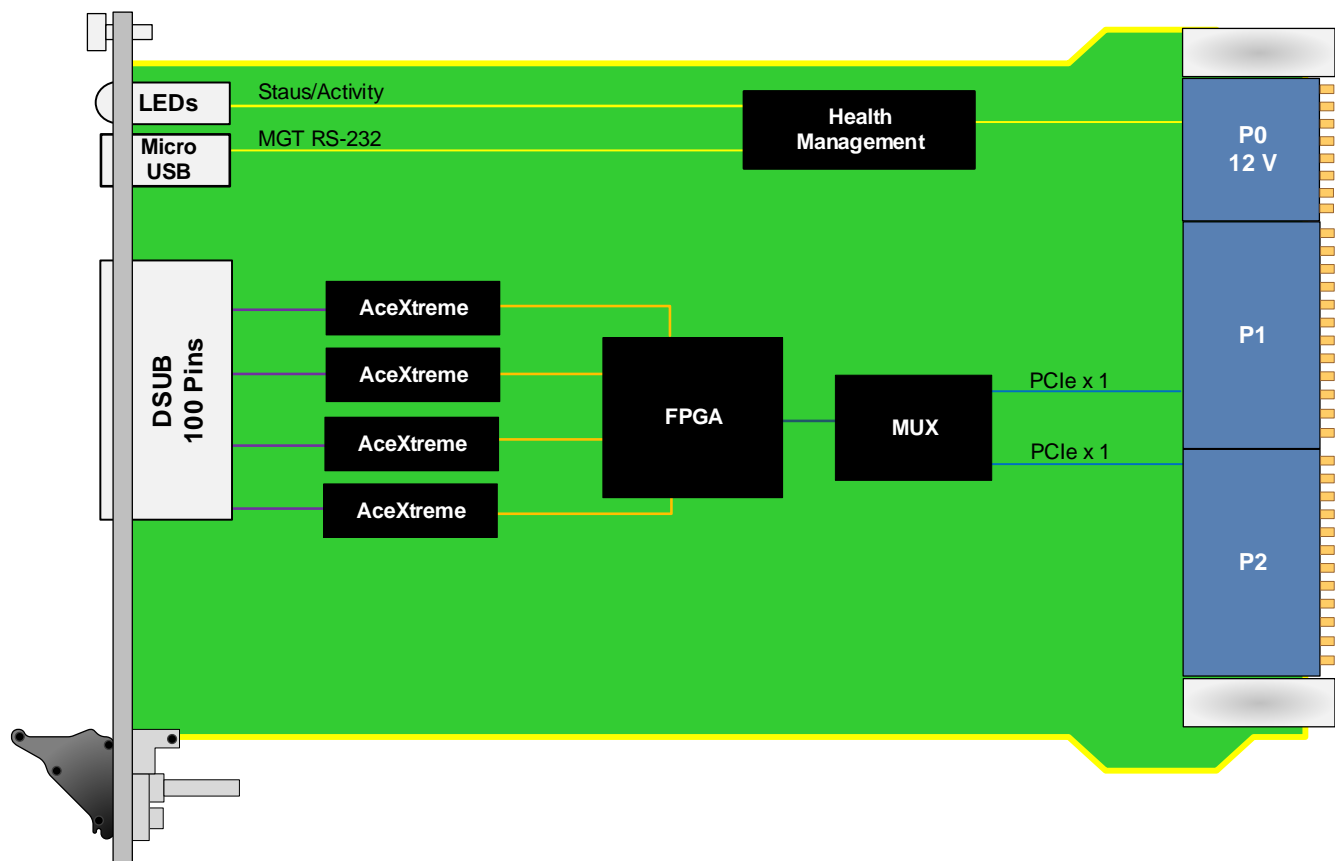 LEDs
Staus/Activity
Micro
USB
MGT RS-232
Health
Management
P0
12 V
DSUB
100 Pins
AceXtreme
AceXtreme
AceXtreme
AceXtreme
FPGA
MUX
PCIe x 1
PCIe x 1
P1
P2